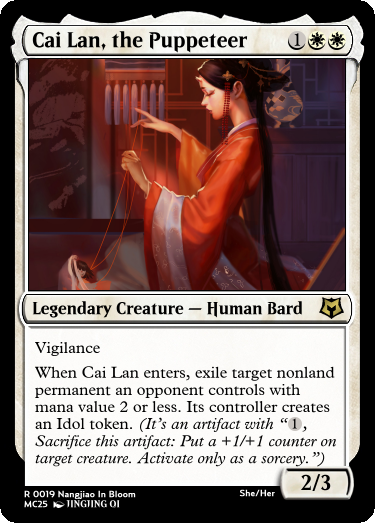 Cai Lan, the Puppeteer 1
Legendary Creature — Human Bard
Vigilance
When Cai Lan enters, exile target nonland
permanent an opponent controls with
mana value 2 or less. Its controller creates
an Idol token. (It's an artifact with “1,
Sacrifice this artifact: Put a +1/+1 counter on
target creature. Activate only as a sorcery.”)
2/3
R 0019 Nangjiao In Bloom She/Her
MC25 JINGJING QI